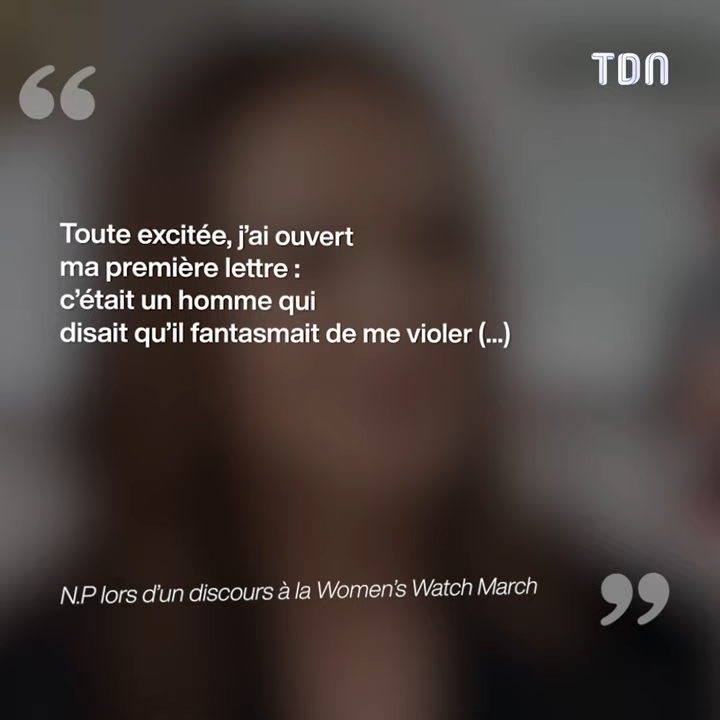 TDN
“
Toute excitée, j’ai ouvert
ma première lettre :
c’était un homme qui
disait qu’il fantasmait de me violer (...)
N.P lors d’un discours à la Women’s Watch March
”